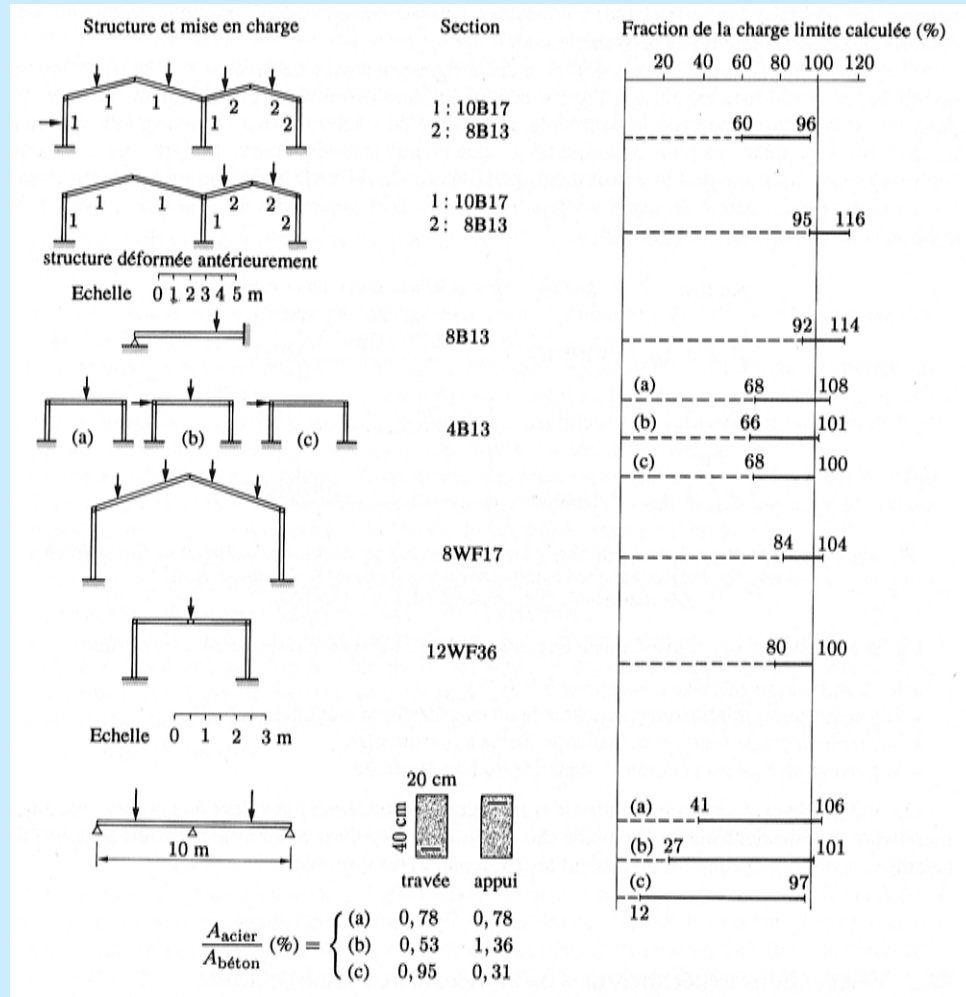 Structure et mise en charge
Section
Fraction de la charge limite calculée (%)
20 40 60 80 100 120
1 1 2 2
1 1 2
1: 10B17
2: 8B13
60 96
1 1 2 2
1 1 2
1: 10B17
2: 8B13
95 116
structure déformée antérieurement
Echelle 0 1 2 3 4 5 m
8B13
92 114
(a) (b) (c)
4B13
(a) 68 108
(b) 66 101
(c) 68 100
8WF17
84 104
12WF36
80 100
Echelle 0 1 2 3 m
20 cm
40 cm
10 m
travée appui
(a) 41 106
(b) 27 101
(c) 97
12
A acier / A béton (%) = { (a) 0,78 0,78
(b) 0,53 1,36
(c) 0,95 0,31